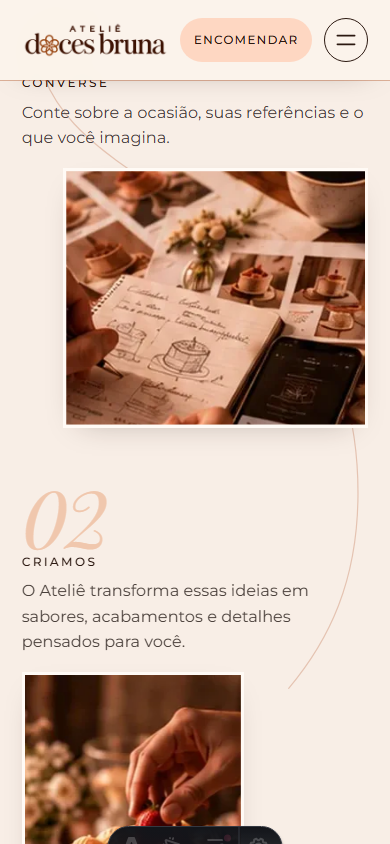 ATELIÊ
doces bruna
ENCOMENDAR
CONVERSE
Conte sobre a ocasião, suas referências e o
que você imagina.
02
CRIAMOS
O Ateliê transforma essas ideias em
sabores, acabamentos e detalhes
pensados para você.